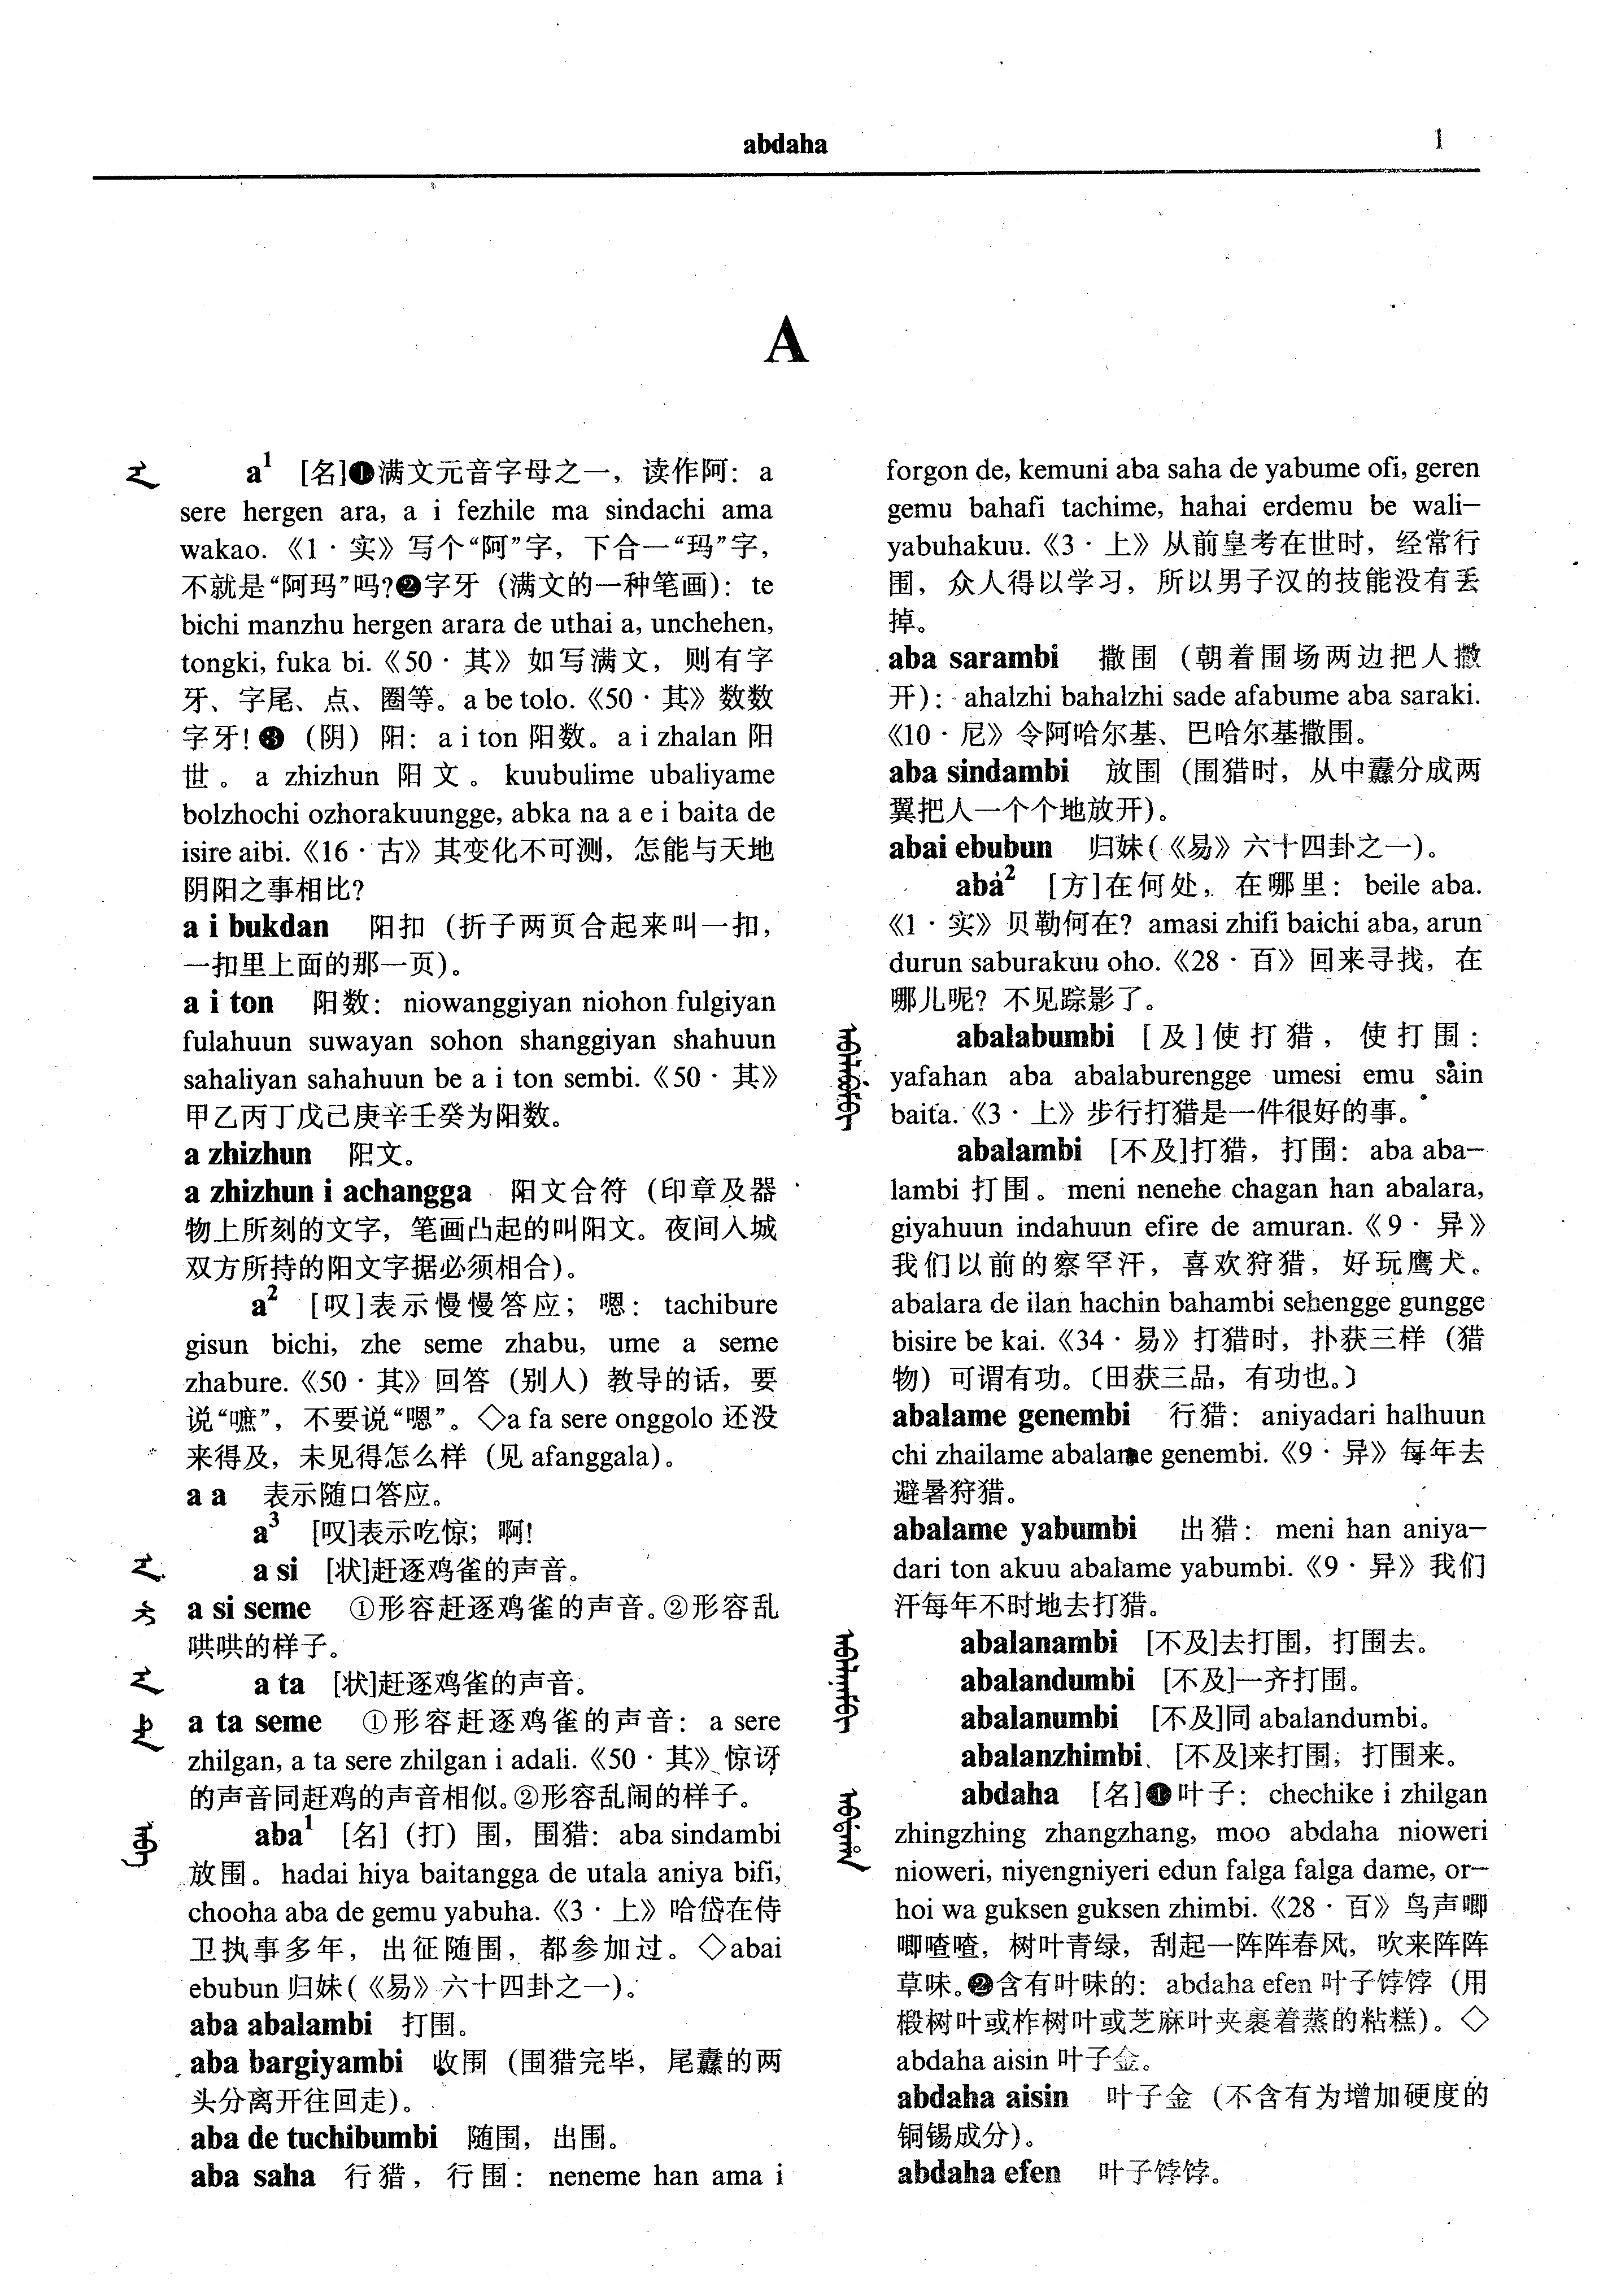 abdaha
1
A
a¹ [名]❶满文元音字母之一，读作阿：a
sere hergen ara, a i fezhile ma sindachi ama
wakao.《1·实》写个“阿”字，下合一“玛”字，
不就是“阿玛”吗?❷字牙（满文的一种笔画）：te
bichi manzhu hergen arara de uthai a, unchehen,
tongki, fuka bi.《50·其》如写满文，则有字
牙、字尾、点、圈等。a be tolo.《50·其》数数
字牙!❸（阴）阳：a i ton 阳数。a i zhalan 阳
世。a zhizhun 阳文。kuubulime ubaliyame
bolzhochi ozhorakuungge, abka na a e i baita de
isire aibi.《16·古》其变化不可测，怎能与天地
阴阳之事相比?
a i bukdan 阳扣（折子两页合起来叫一扣，
一扣里上面的那一页）。
a i ton 阳数：niowanggiyan niohon fulgiyan
fulahuun suwayan sohon shanggiyan shahuun
sahaliyan sahahuun be a i ton sembi.《50·其》
甲乙丙丁戊己庚辛壬癸为阳数。
a zhizhun 阳文。
a zhizhun i achangga 阳文合符（印章及器
物上所刻的文字，笔画凸起的叫阳文。夜间入城
双方所持的阳文字据必须相合）。
a² [叹]表示慢慢答应；嗯：tachibure
gisun bichi, zhe seme zhabu, ume a seme
zhabure.《50·其》回答（别人）教导的话，要
说“嗻”，不要说“嗯”。◇a fa sere onggolo 还没
来得及，未见得怎么样（见 afanggala）。
a a 表示随口答应。
a³ [叹]表示吃惊；啊!
a si [状]赶逐鸡雀的声音。
a si seme ①形容赶逐鸡雀的声音。②形容乱
哄哄的样子。
a ta [状]赶逐鸡雀的声音。
a ta seme ①形容赶逐鸡雀的声音：a sere
zhilgan, a ta sere zhilgan i adali.《50·其》惊讶
的声音同赶鸡的声音相似。②形容乱闹的样子。
aba¹ [名]（打）围，围猎：aba sindambi
放围。hadai hiya baitangga de utala aniya bifi,
chooha aba de gemu yabuha.《3·上》哈岱在侍
卫执事多年，出征随围，都参加过。◇abai
ebubun 归妹(《易》六十四卦之一)。
aba abalambi 打围。
aba bargiyambi 收围（围猎完毕，尾纛的两
头分离开往回走）。
aba de tuchibumbi 随围，出围。
aba saha 行猎，行围：neneme han ama i
forgon de, kemuni aba saha de yabume ofi, geren
gemu bahafi tachime, hahai erdemu be wali-
yabuhakuu.《3·上》从前皇考在世时，经常行
围，众人得以学习，所以男子汉的技能没有丢
掉。
aba sarambi 撒围（朝着围场两边把人撒
开）：ahalzhi bahalzhi sade afabume aba saraki.
《10·尼》令阿哈尔基、巴哈尔基撒围。
aba sindambi 放围（围猎时，从中纛分成两
翼把人一个个地放开）。
abai ebubun 归妹(《易》六十四卦之一)。
aba² [方]在何处，在哪里：beile aba.
《1·实》贝勒何在? amasi zhifi baichi aba, arun
durun saburakuu oho.《28·百》回来寻找，在
哪儿呢? 不见踪影了。
abalabumbi [及]使打猎，使打围：
yafahan aba abalaburengge umesi emu sain
baita.《3·上》步行打猎是一件很好的事。
abalambi [不及]打猎，打围：aba aba-
lambi 打围。meni nenehe chagan han abalara,
giyahuun indahuun efire de amuran.《9·异》
我们以前的察罕汗，喜欢狩猎，好玩鹰犬。
abalara de ilan hachin bahambi sehengge gungge
bisire be kai.《34·易》打猎时，扑获三样（猎
物）可谓有功。〔田获三品，有功也。〕
abalame genembi 行猎：aniyadari halhuun
chi zhailame abalame genembi.《9·异》每年去
避暑狩猎。
abalame yabumbi 出猎：meni han aniya-
dari ton akuu abalame yabumbi.《9·异》我们
汗每年不时地去打猎。
abalanambi [不及]去打围，打围去。
abalandumbi [不及]一齐打围。
abalanumbi [不及]同 abalandumbi。
abalanzhimbi [不及]来打围；打围来。
abdaha [名]❶叶子：chechike i zhilgan
zhingzhing zhangzhang, moo abdaha nioweri
nioweri, niyengniyeri edun falga falga dame, or-
hoi wa guksen guksen zhimbi.《28·百》鸟声唧
唧喳喳，树叶青绿，刮起一阵阵春风，吹来阵阵
草味。❷含有叶味的：abdaha efen 叶子饽饽（用
椴树叶或柞树叶或芝麻叶夹裹着蒸的粘糕）。◇
abdaha aisin 叶子金。
abdaha aisin 叶子金（不含有为增加硬度的
铜锡成分）。
abdaha efen 叶子饽饽。